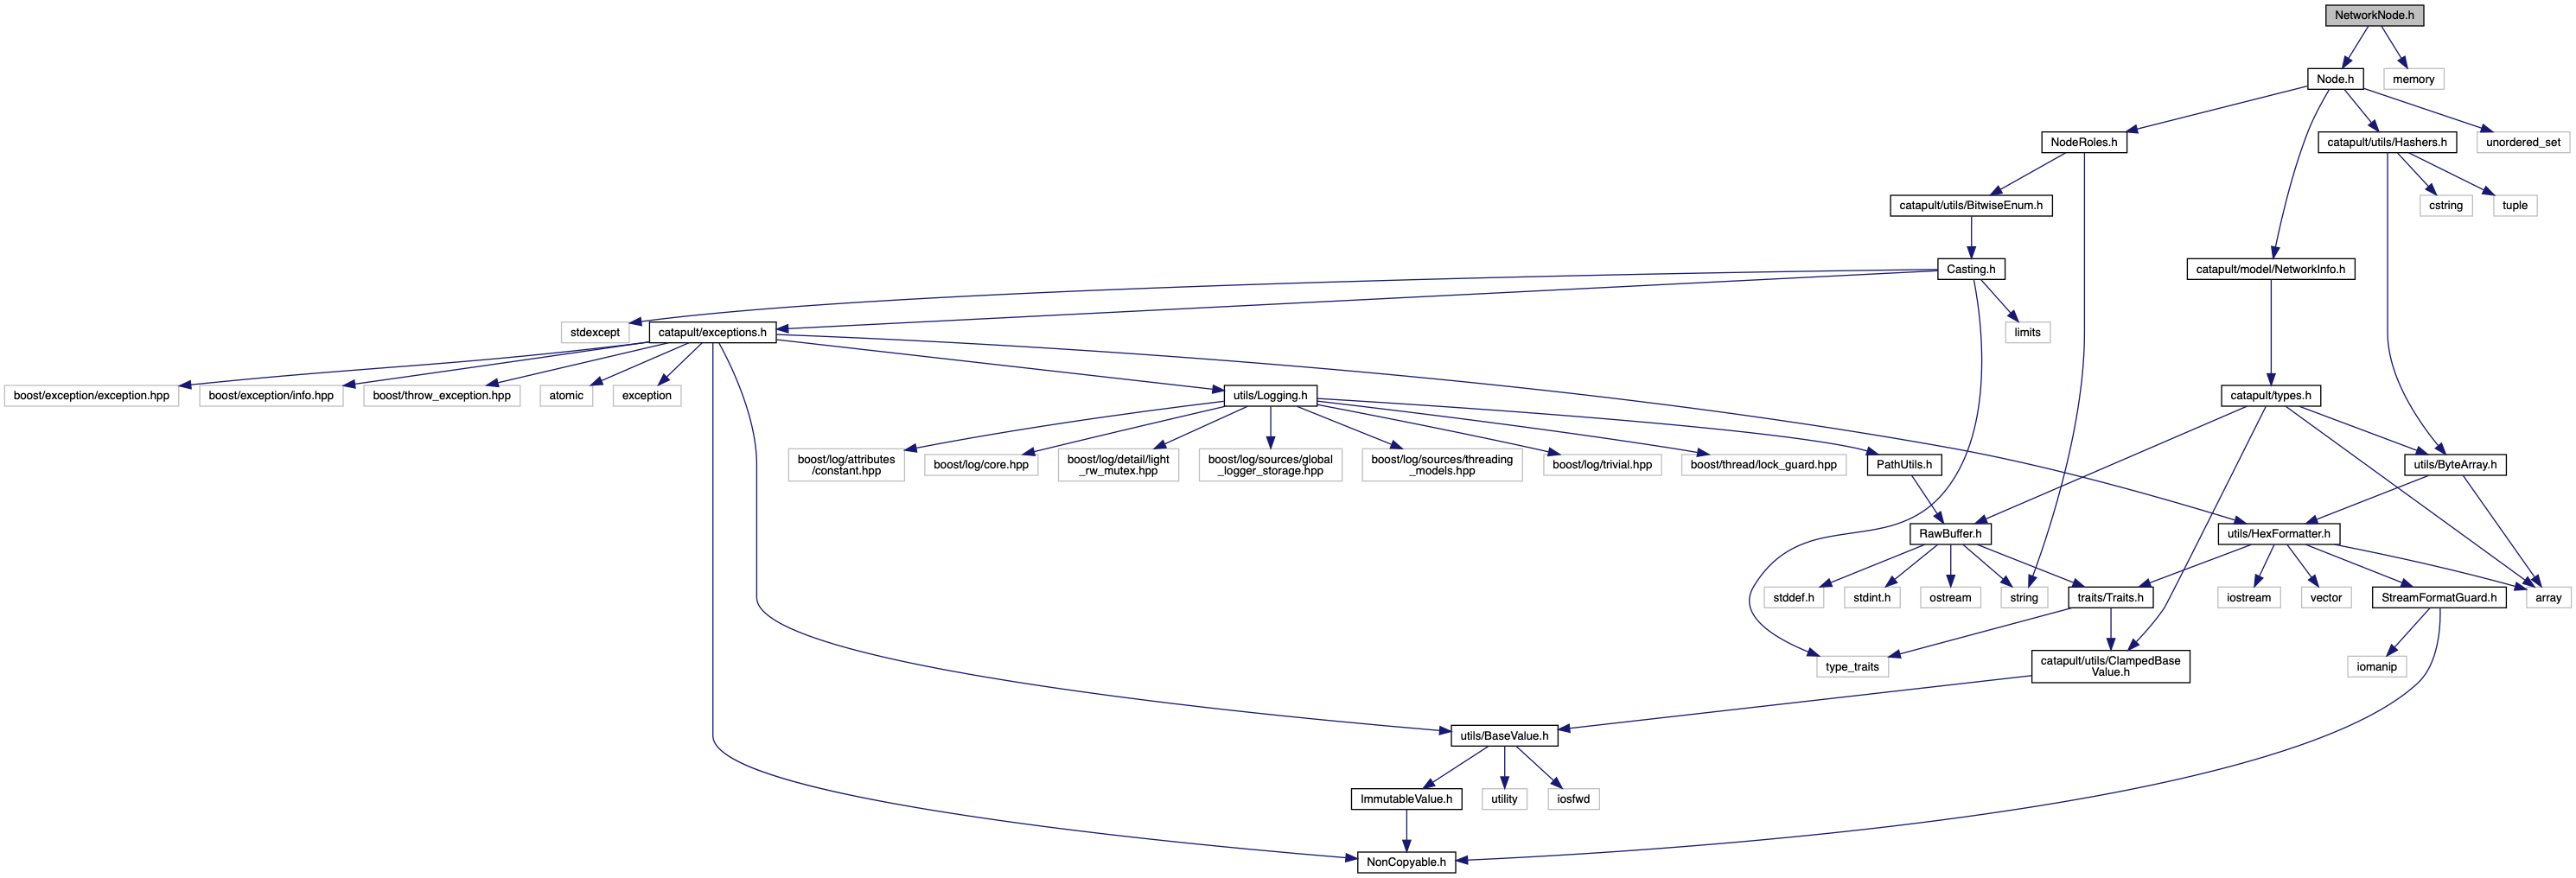 NetworkNode.h
Node.h
memory
NodeRoles.h
catapult/utils/Hashers.h
unordered_set
catapult/utils/BitwiseEnum.h
cstring
tuple
Casting.h
catapult/model/NetworkInfo.h
stdexcept
catapult/exceptions.h
limits
boost/exception/exception.hpp
boost/exception/info.hpp
boost/throw_exception.hpp
atomic
exception
utils/Logging.h
catapult/types.h
boost/log/attributes
/constant.hpp
boost/log/core.hpp
boost/log/detail/light
_rw_mutex.hpp
boost/log/sources/global
_logger_storage.hpp
boost/log/sources/threading
_models.hpp
boost/log/trivial.hpp
boost/thread/lock_guard.hpp
PathUtils.h
utils/ByteArray.h
RawBuffer.h
utils/HexFormatter.h
stddef.h
stdint.h
ostream
string
traits/Traits.h
iostream
vector
StreamFormatGuard.h
array
type_traits
catapult/utils/ClampedBase
Value.h
iomanip
utils/BaseValue.h
ImmutableValue.h
utility
iosfwd
NonCopyable.h